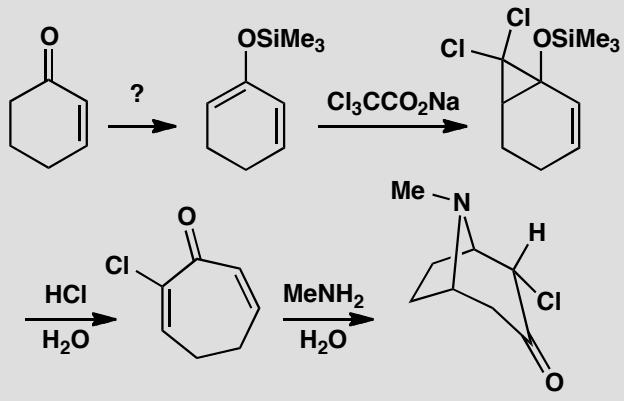 O
?
OSiMe3
Cl3CCO2Na
Cl
Cl
OSiMe3
HCl
H2O
O
Cl
MeNH2
H2O
Me
N
H
Cl
O